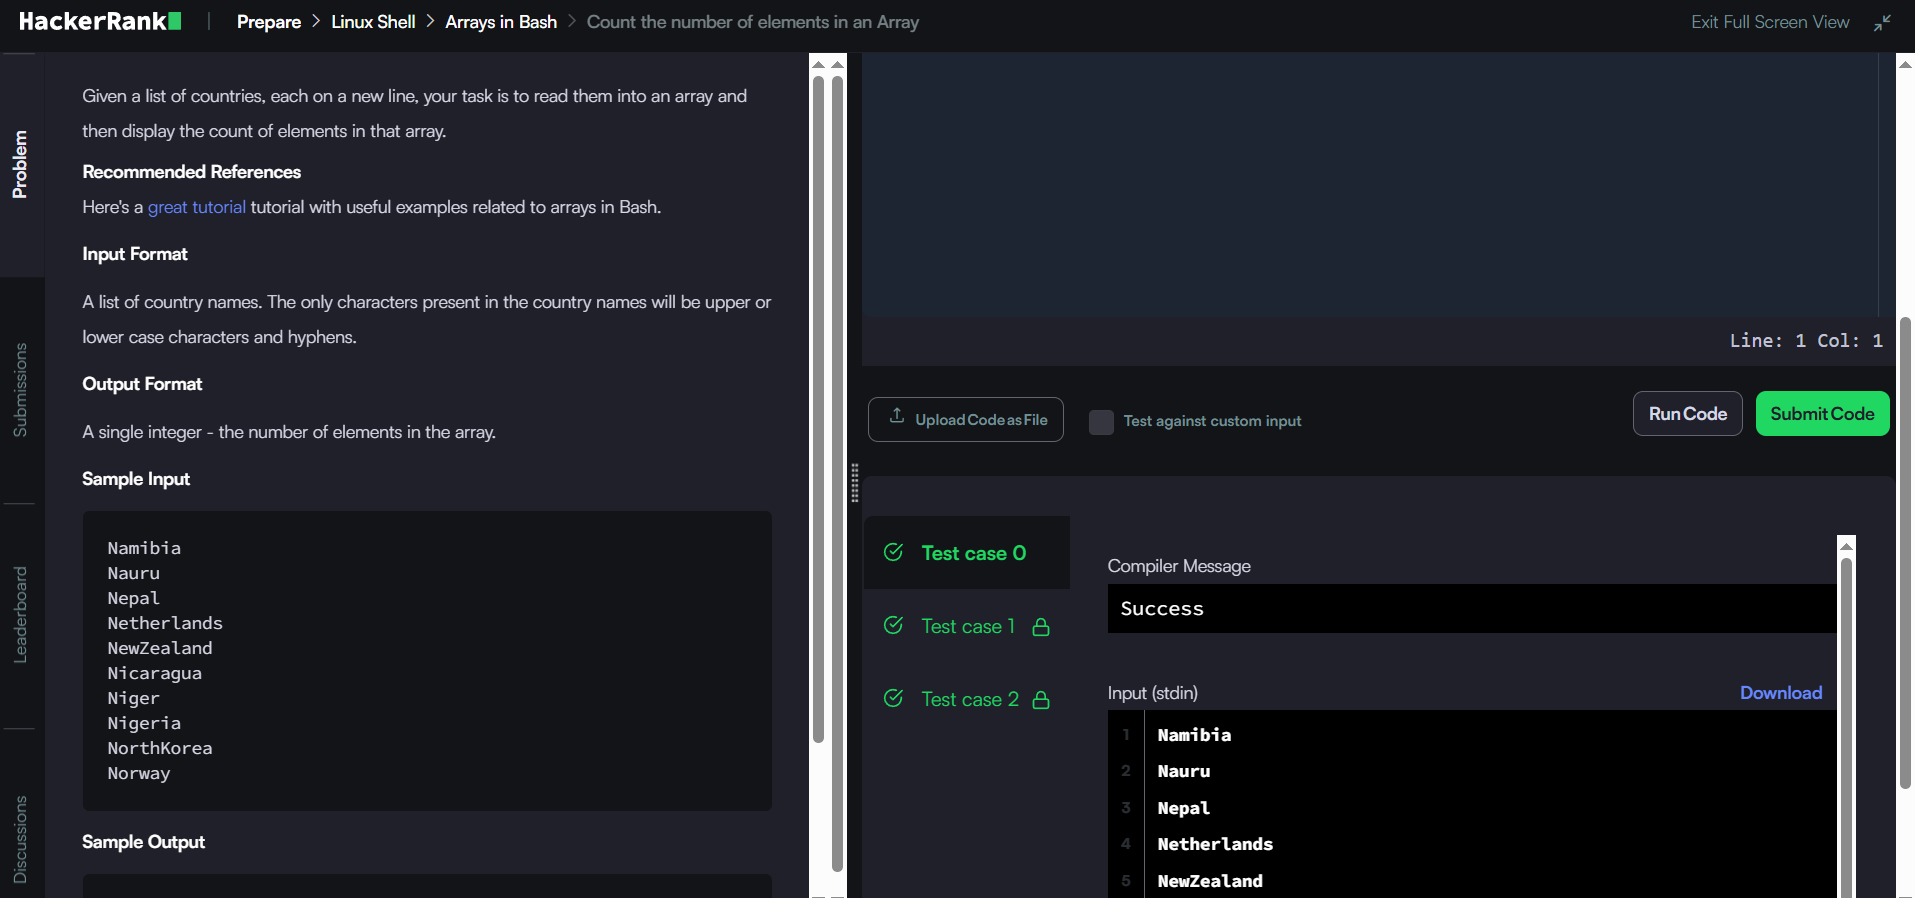 HackerRank
Prepare > Linux Shell > Arrays in Bash > Count the number of elements in an Array
Exit Full Screen View
Problem
Submissions
Leaderboard
Discussions
Given a list of countries, each on a new line, your task is to read them into an array and
then display the count of elements in that array.
Recommended References
Here's a great tutorial tutorial with useful examples related to arrays in Bash.
Input Format
A list of country names. The only characters present in the country names will be upper or
lower case characters and hyphens.
Output Format
A single integer - the number of elements in the array.
Sample Input
Namibia
Nauru
Nepal
Netherlands
NewZealand
Nicaragua
Niger
Nigeria
NorthKorea
Norway
Sample Output
Line: 1 Col: 1
Upload Code as File
Test against custom input
Run Code
Submit Code
Test case 0
Test case 1
Test case 2
Compiler Message
Success
Input (stdin)
Download
1 Namibia
2 Nauru
3 Nepal
4 Netherlands
5 NewZealand